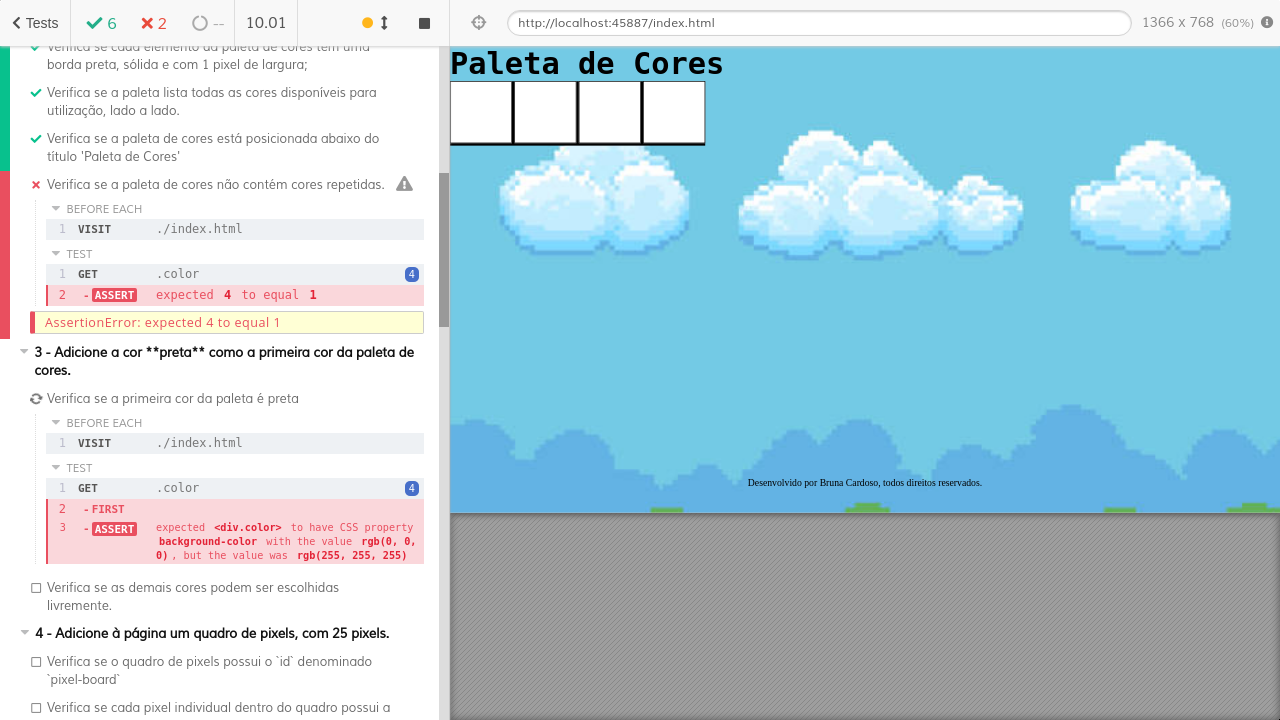 Tests
6
2
--
10.01
http://localhost:45887/index.html
1366 x 768 (60%)
Verifica se cada elemento da paleta de cores tem uma
borda preta, sólida e com 1 pixel de largura;
Verifica se a paleta lista todas as cores disponíveis para
utilização, lado a lado.
Verifica se a paleta de cores está posicionada abaixo do
título 'Paleta de Cores'
Verifica se a paleta de cores não contém cores repetidas.
BEFORE EACH
1 VISIT ./index.html
TEST
1 GET .color 4
2 -ASSERT expected 4 to equal 1
AssertionError: expected 4 to equal 1
3 - Adicione a cor **preta** como a primeira cor da paleta de
cores.
Verifica se a primeira cor da paleta é preta
BEFORE EACH
1 VISIT ./index.html
TEST
1 GET .color 4
2 -FIRST
3 -ASSERT expected <div.color> to have CSS property
background-color with the value rgb(0, 0,
0), but the value was rgb(255, 255, 255)
Verifica se as demais cores podem ser escolhidas
livremente.
4 - Adicione à página um quadro de pixels, com 25 pixels.
Verifica se o quadro de pixels possui o `id` denominado
`pixel-board`
Verifica se cada pixel individual dentro do quadro possui a
Paleta de Cores
Desenvolvido por Bruna Cardoso, todos direitos reservados.